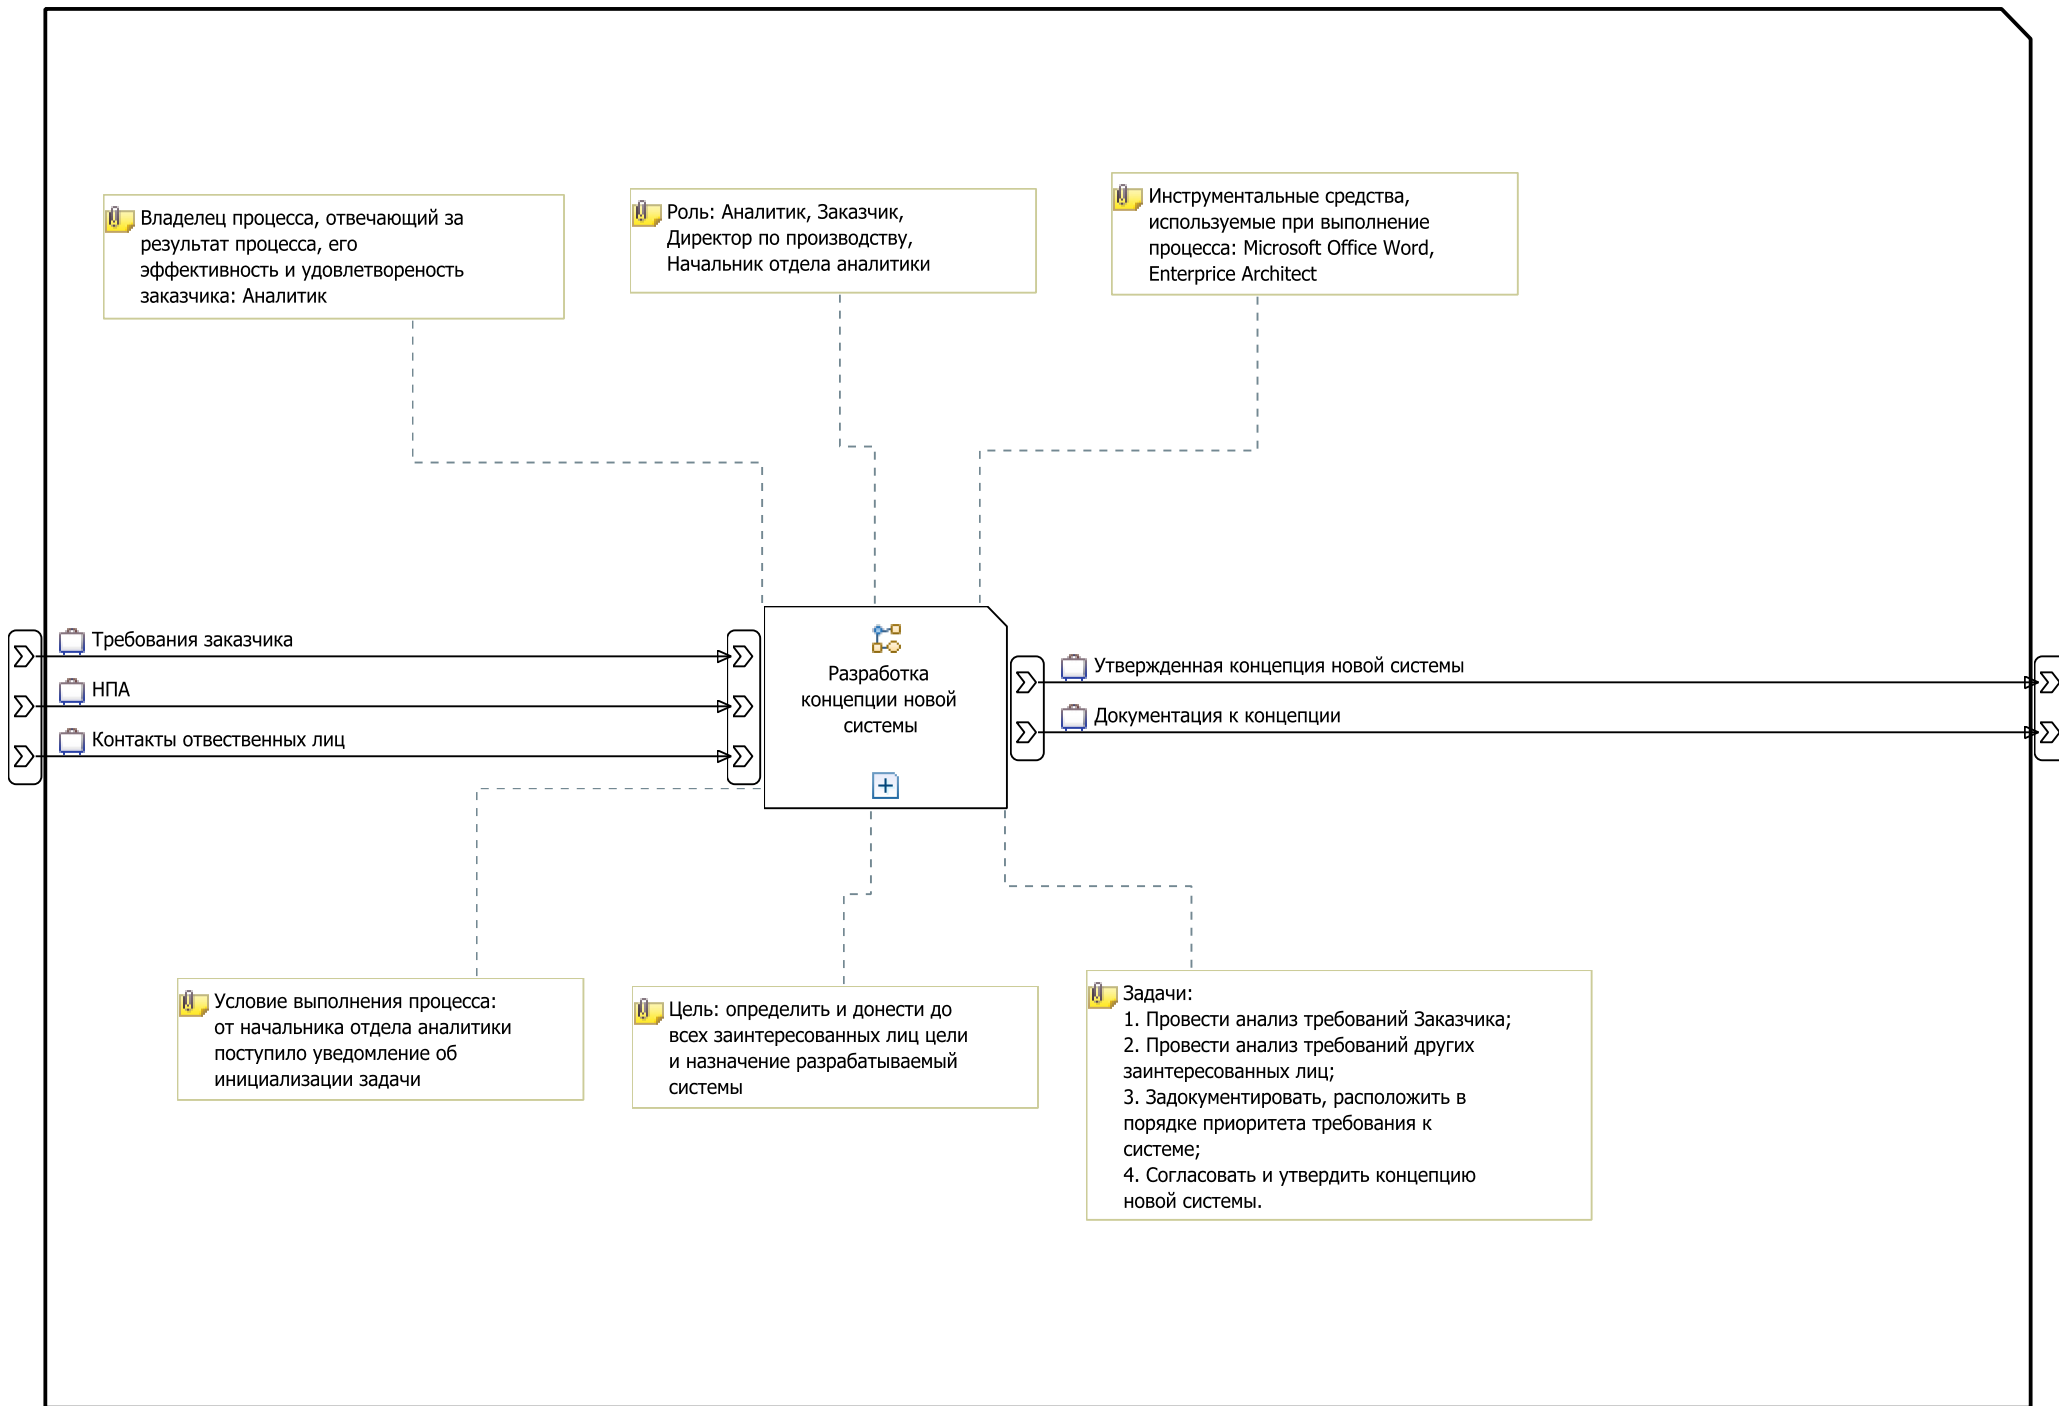 Владелец процесса, отвечающий за
результат процесса, его
эффективность и удовлетвореность
заказчика: Аналитик
Роль: Аналитик, Заказчик,
Директор по производству,
Начальник отдела аналитики
Инструментальные средства,
используемые при выполнение
процесса: Microsoft Office Word,
Enterprice Architect
Требования заказчика
НПА
Контакты отвественных лиц
Разработка
концепции новой
системы
Утвержденная концепция новой системы
Документация к концепции
Условие выполнения процесса:
от начальника отдела аналитики
поступило уведомление об
инициализации задачи
Цель: определить и донести до
всех заинтересованных лиц цели
и назначение разрабатываемый
системы
Задачи:
1. Провести анализ требований Заказчика;
2. Провести анализ требований других
заинтересованных лиц;
3. Задокументировать, расположить в
порядке приоритета требования к
системе;
4. Согласовать и утвердить концепцию
новой системы.